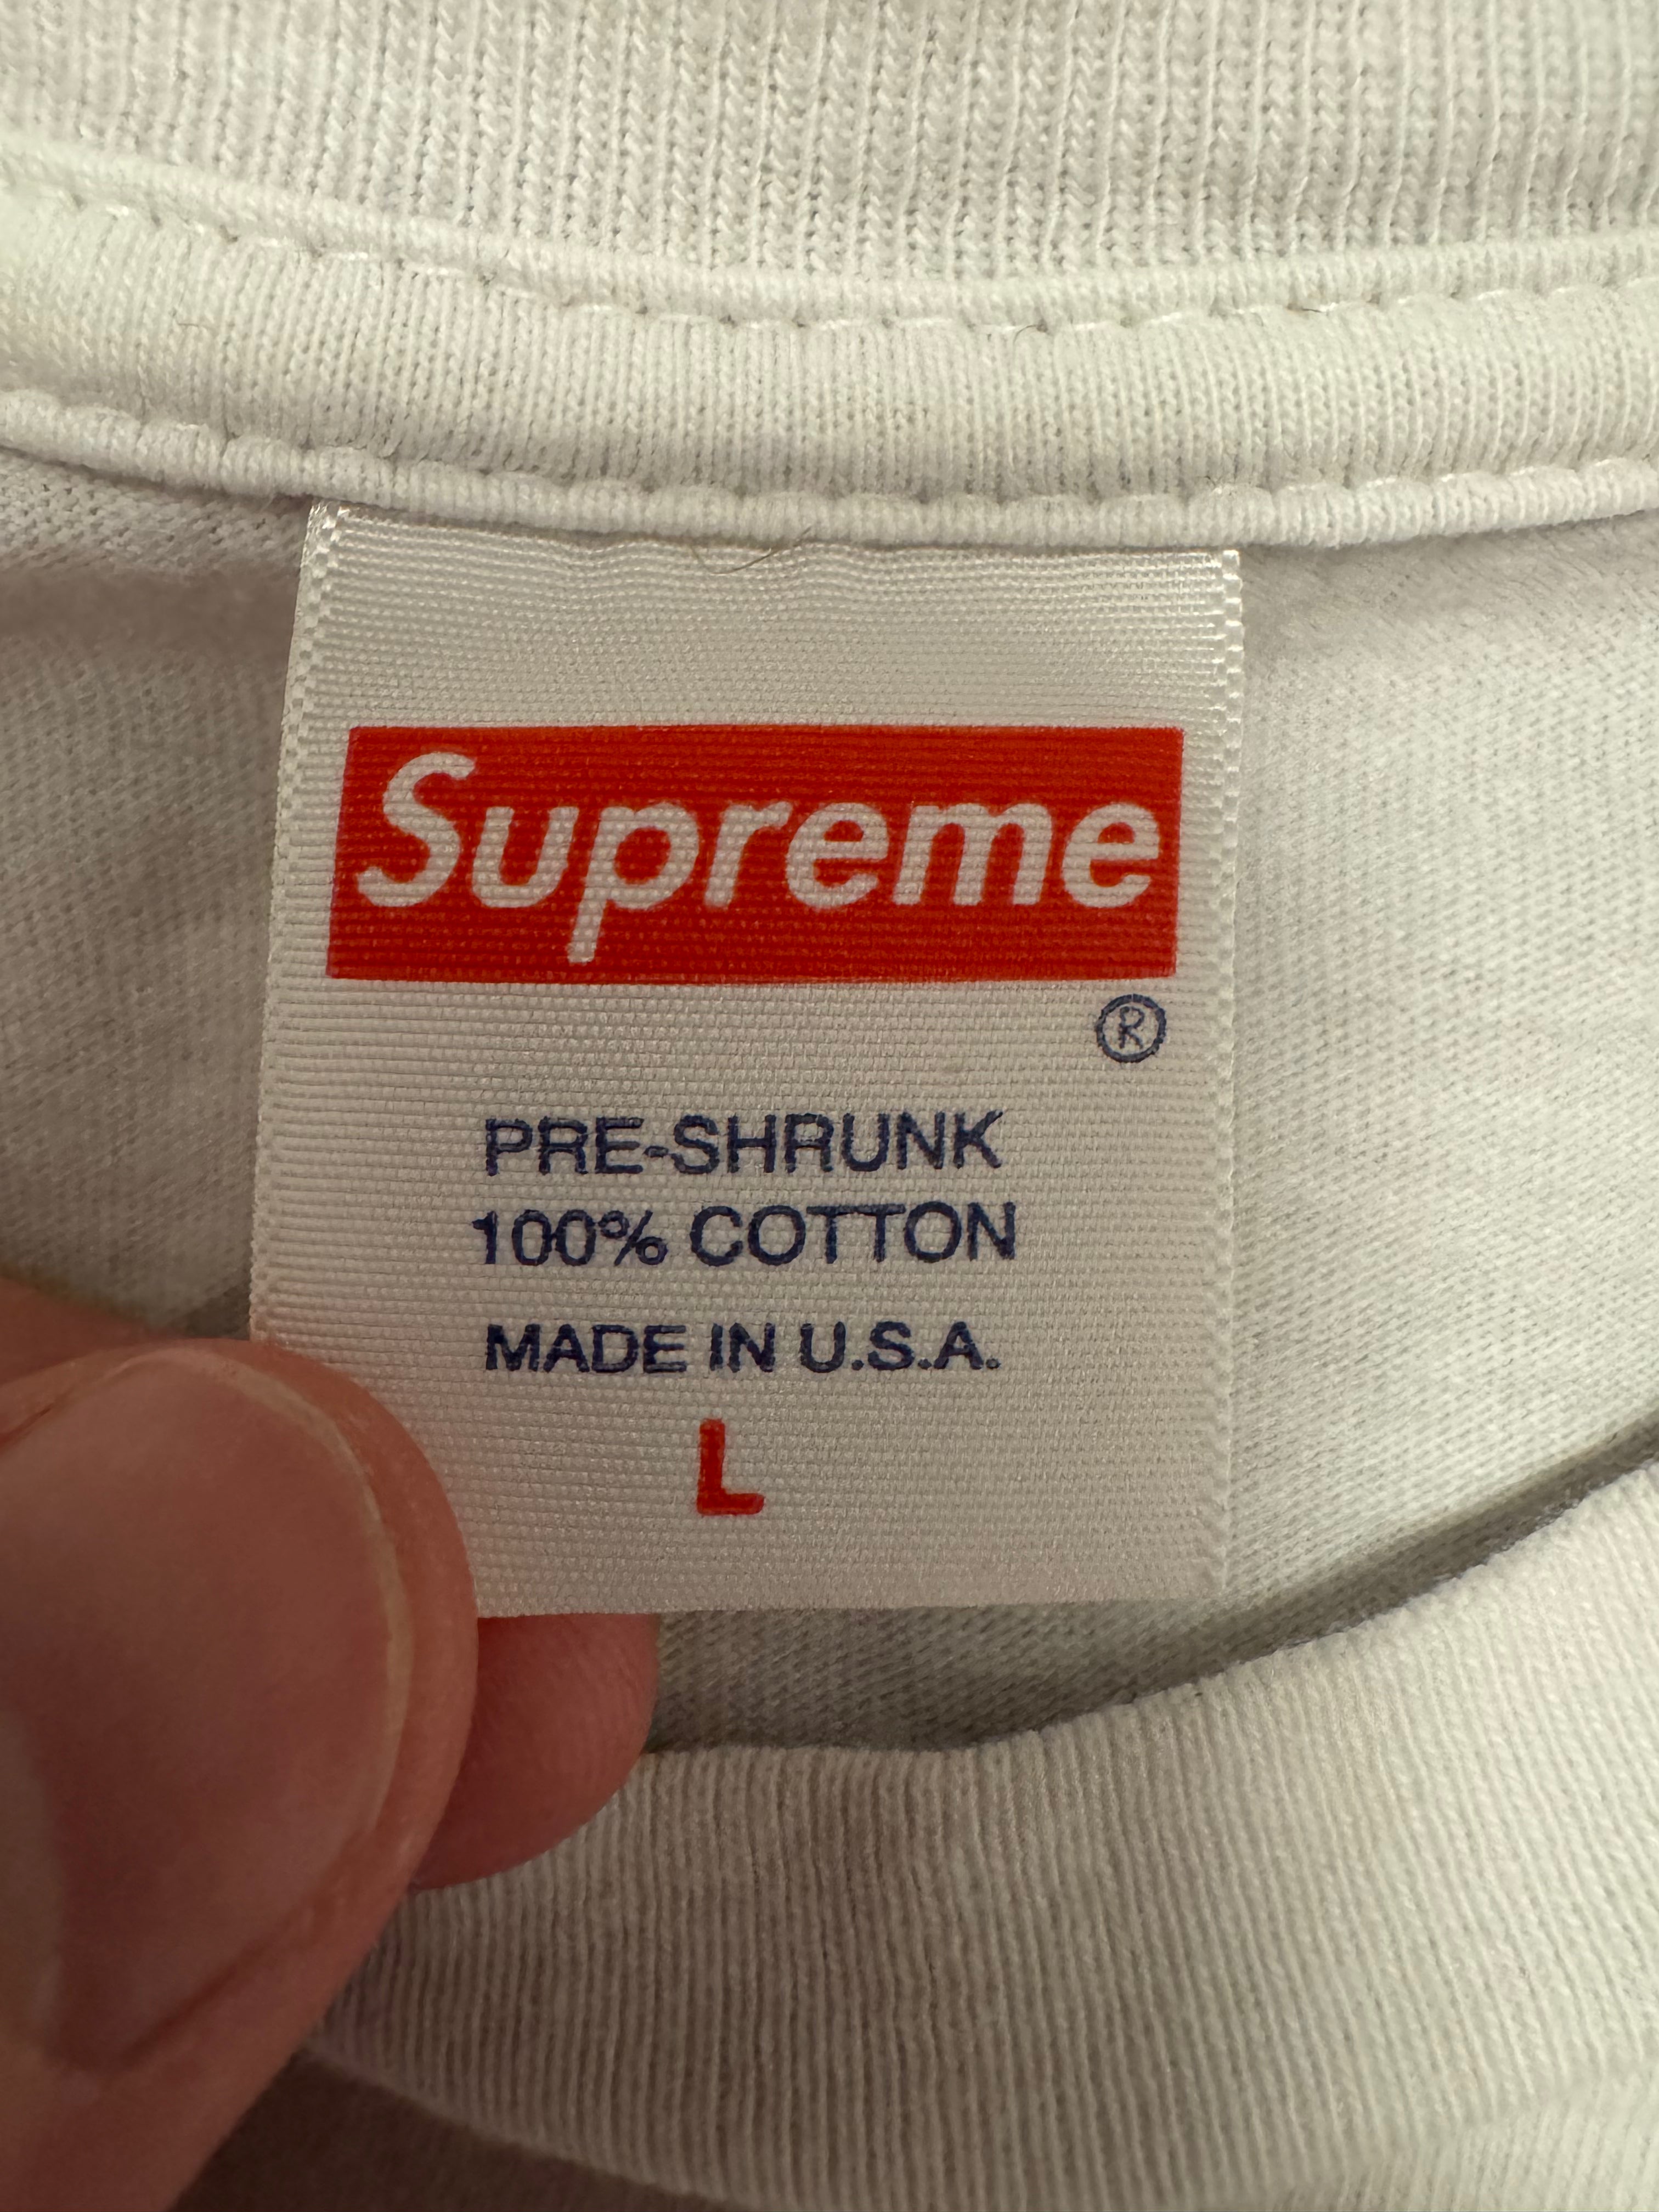 Supreme
®
PRE-SHRUNK
100% COTTON
MADE IN U.S.A.
L